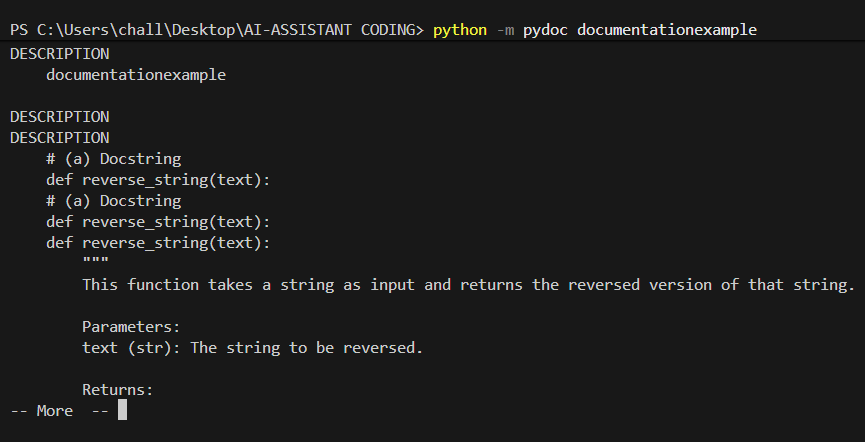 PS C:\Users\chall\Desktop\AI-ASSISTANT CODING> python -m pydoc documentationexample
DESCRIPTION
    documentationexample

DESCRIPTION
DESCRIPTION
    # (a) Docstring
    def reverse_string(text):
    # (a) Docstring
    def reverse_string(text):
    def reverse_string(text):
        """
        This function takes a string as input and returns the reversed version of that string.

        Parameters:
        text (str): The string to be reversed.

        Returns:
-- More  --